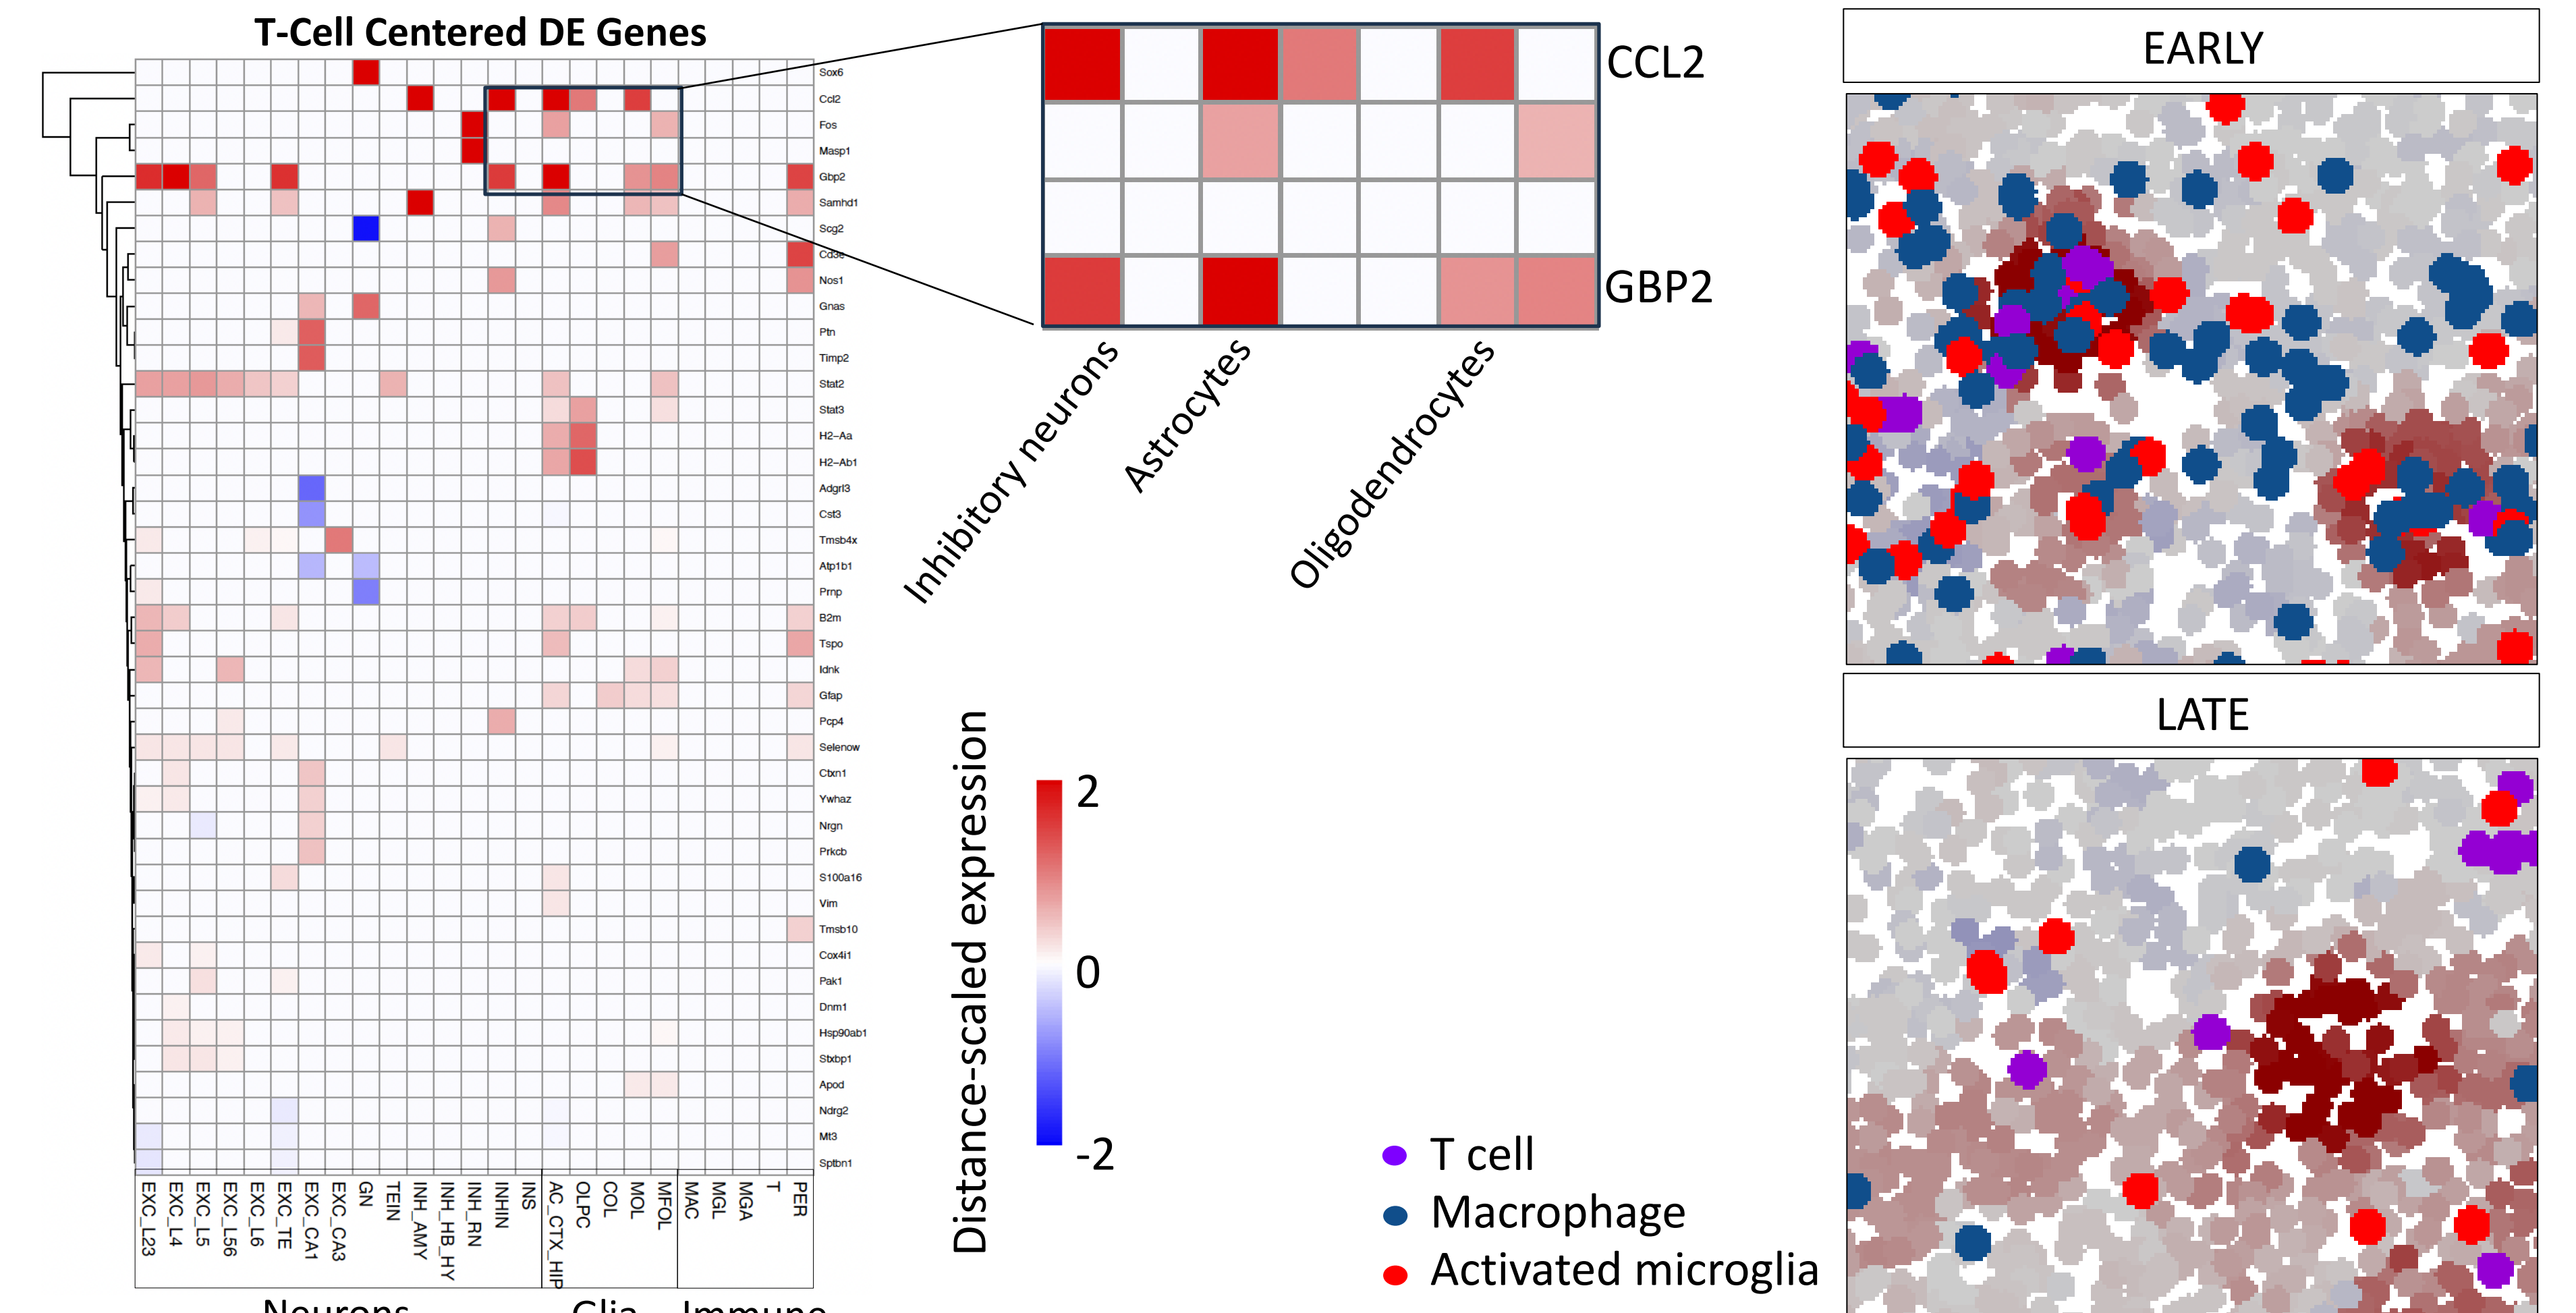 T-Cell Centered DE Genes
Sox6
Ccl2
Fos
Masp1
Gbp2
Samhd1
Scg2
Cd3e
Nos1
Gnas
Ptn
Timp2
Stat2
Stat3
H2-Aa
H2-Ab1
Adgrl3
Cst3
Tmsb4x
Atp1b1
Prnp
B2m
Tspo
Idnk
Gfap
Pcp4
Selenow
Ctxn1
Ywhaz
Nrgn
Prkcb
S100a16
Vim
Tmsb10
Cox4i1
Pak1
Dnm1
Hsp90ab1
Stxbp1
Apod
Ndrg2
Mt3
Sptbn1
EXC_L23
EXC_L4
EXC_L5
EXC_L56
EXC_L6
EXC_TE
EXC_CA1
EXC_CA3
GN
TEIN
INH_AMY
INH_HB_HY
INH_RN
INHIN
INS
AC_CTX_HIP
OLPC
COL
MOL
MFOL
MAC
MGL
MGA
T
PER
Neurons
Glia
Immune
CCL2
GBP2
Inhibitory neurons
Astrocytes
Oligodendrocytes
Distance-scaled expression
2
0
-2
T cell
Macrophage
Activated microglia
EARLY
LATE